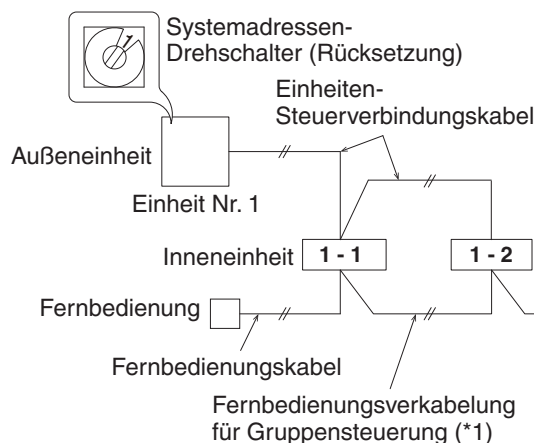 1
Systemadressen-
Drehschalter (Rücksetzung)
Einheiten-
Steuerverbindungskabel
Außeneinheit
Einheit Nr. 1
Inneneinheit
1 - 1
1 - 2
Fernbedienung
Fernbedienungskabel
Fernbedienungsverkabelung
für Gruppensteuerung (*1)